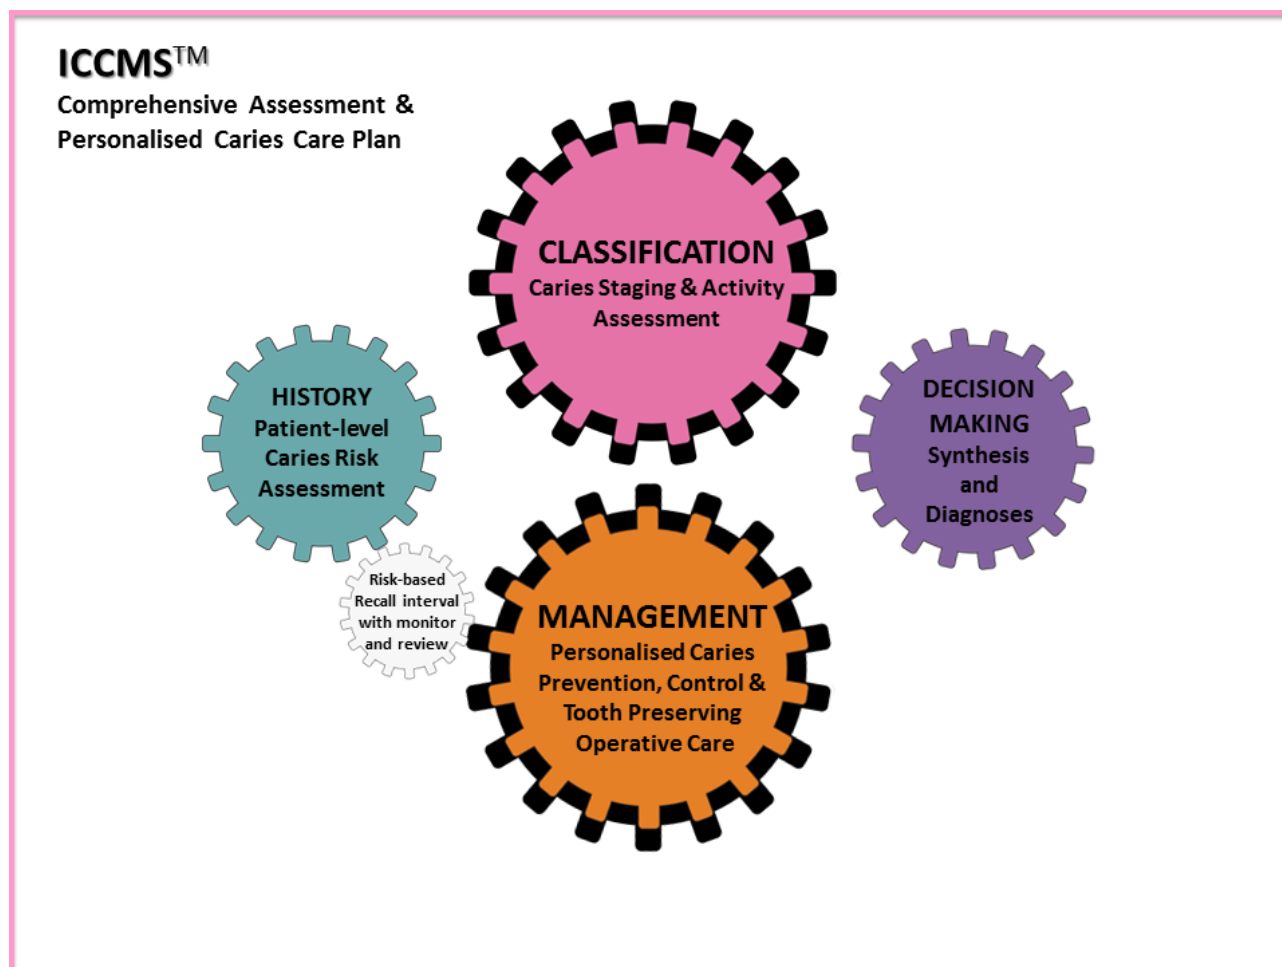 ICCMS™
Comprehensive Assessment &
Personalised Caries Care Plan
CLASSIFICATION
Caries Staging & Activity
Assessment
HISTORY
Patient-level
Caries Risk
Assessment
DECISION
MAKING
Synthesis
and
Diagnoses
Risk-based
Recall interval
with monitor
and review
MANAGEMENT
Personalised Caries
Prevention, Control &
Tooth Preserving
Operative Care